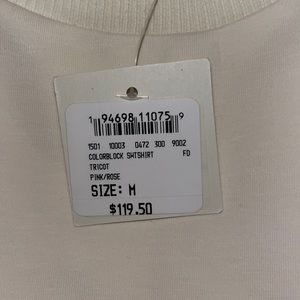 1 94698 11075 9
1501 10003 0472 300 9002
COLORBLOCK SWTSHIRT FD
TRICOT
PINK/ROSE
SIZE: M
$119.50